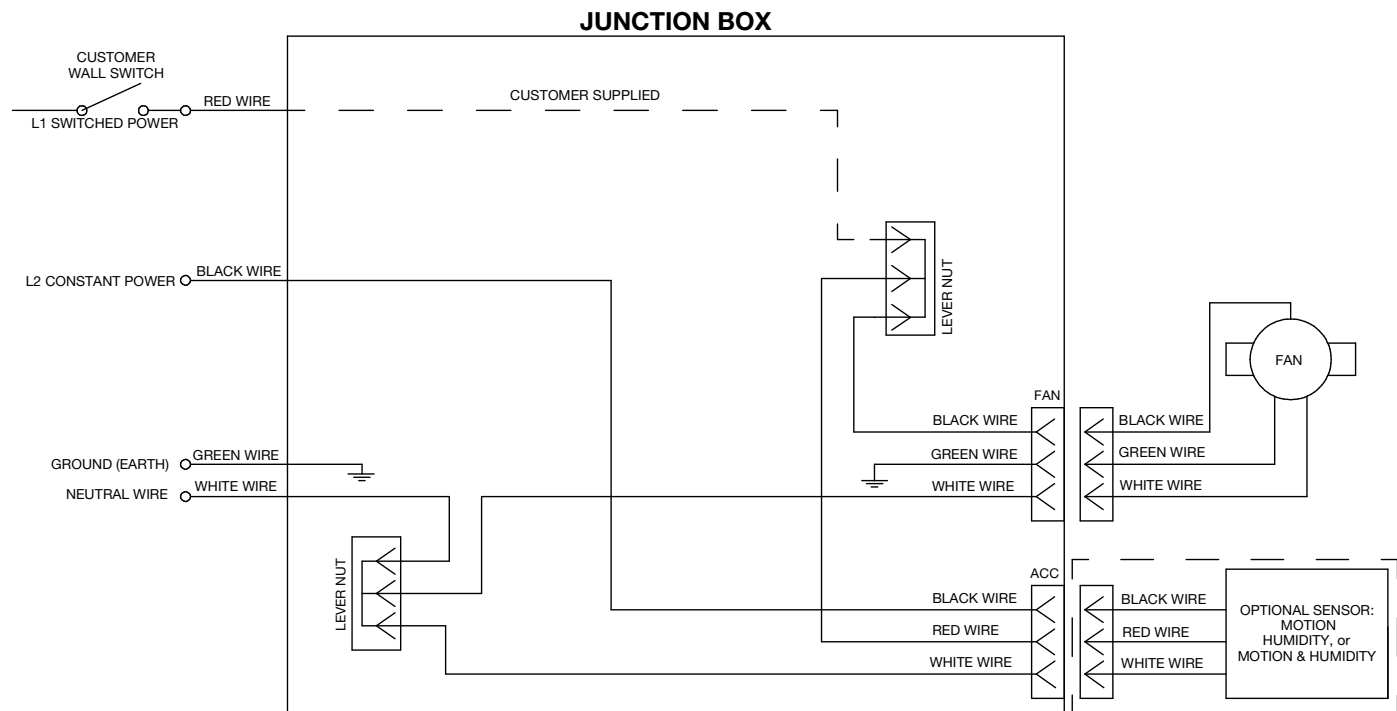 JUNCTION BOX
CUSTOMER
WALL SWITCH
RED WIRE
CUSTOMER SUPPLIED
L1 SWITCHED POWER
L2 CONSTANT POWER
BLACK WIRE
LEVER NUT
FAN
FAN
BLACK WIRE
BLACK WIRE
GROUND (EARTH)
GREEN WIRE
GREEN WIRE
GREEN WIRE
NEUTRAL WIRE
WHITE WIRE
WHITE WIRE
WHITE WIRE
LEVER NUT
ACC
BLACK WIRE
BLACK WIRE
RED WIRE
RED WIRE
WHITE WIRE
WHITE WIRE
OPTIONAL SENSOR:
MOTION
HUMIDITY, or
MOTION & HUMIDITY